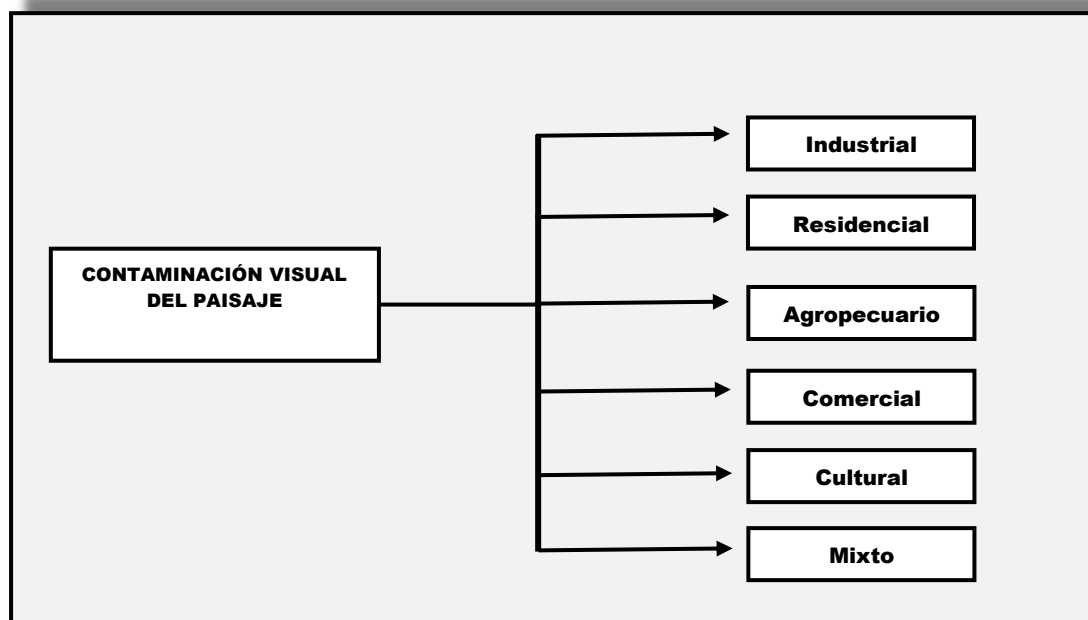 CONTAMINACIÓN VISUAL
DEL PAISAJE
Industrial
Residencial
Agropecuario
Comercial
Cultural
Mixto